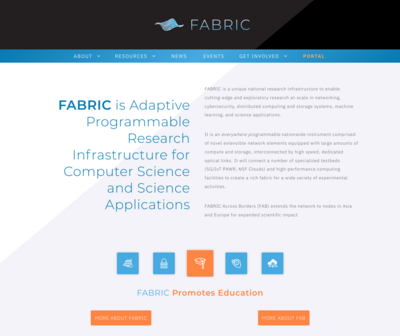 FABRIC
ABOUT
RESOURCES
NEWS
EVENTS
GET INVOLVED
PORTAL
FABRIC is Adaptive
Programmable
Research
Infrastructure for
Computer Science
and Science
Applications
FABRIC is a unique national research infrastructure to enable
cutting-edge and exploratory research at-scale in networking,
cybersecurity, distributed computing and storage systems, machine
learning, and science applications.
It is an everywhere programmable nationwide instrument comprised
of novel extensible network elements equipped with large amounts of
compute and storage, interconnected by high speed, dedicated
optical links. It will connect a number of specialized testbeds
(5G/IoT PAWR, NSF Clouds) and high-performance computing
facilities to create a rich fabric for a wide variety of experimental
activities.
FABRIC Across Borders (FAB) extends the network to nodes in Asia
and Europe for expanded scientific impact.
FABRIC Promotes Education
MORE ABOUT FABRIC
MORE ABOUT FAB